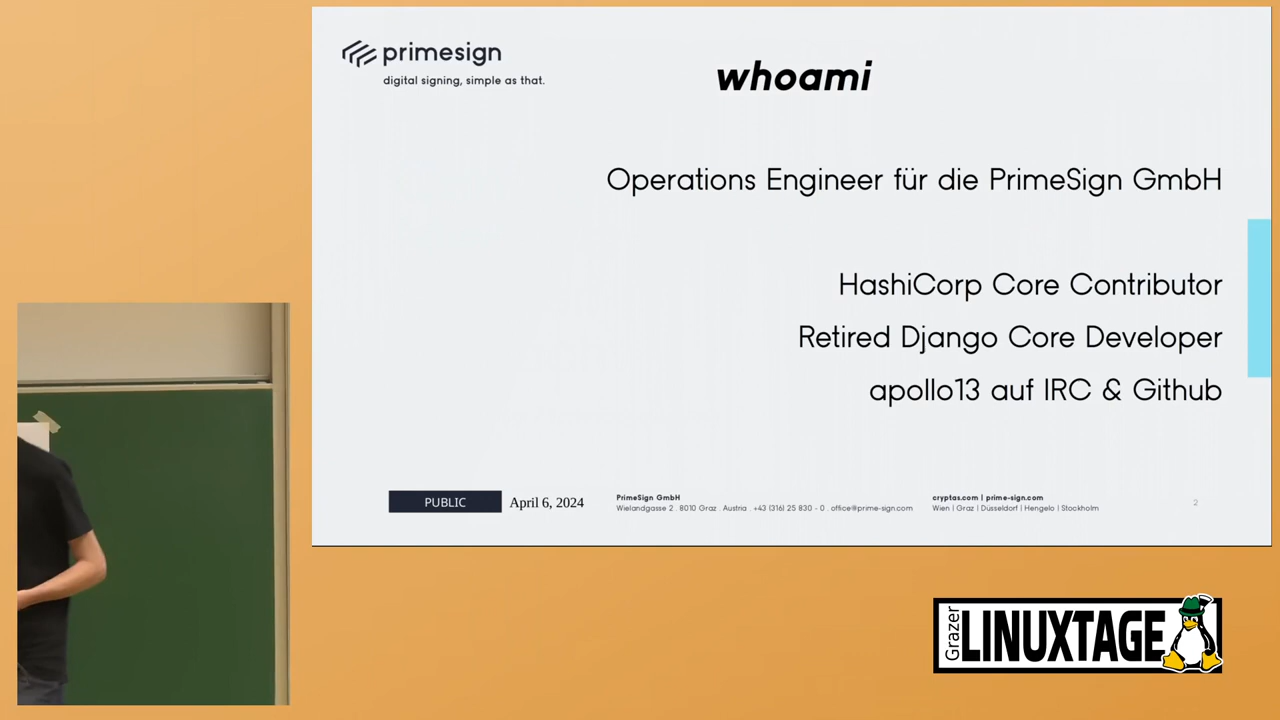 primesign
digital signing, simple as that.
whoami
Operations Engineer für die PrimeSign GmbH
HashiCorp Core Contributor
Retired Django Core Developer
apollo13 auf IRC & Github
PUBLIC
April 6, 2024
PrimeSign GmbH
Wielandgasse 2 . 8010 Graz . Austria . +43 (316) 25 830 - 0 . office@prime-sign.com
cryptas.com | prime-sign.com
Wien | Graz | Düsseldorf | Hengelo | Stockholm
2
Grazer
LINUXTAGE